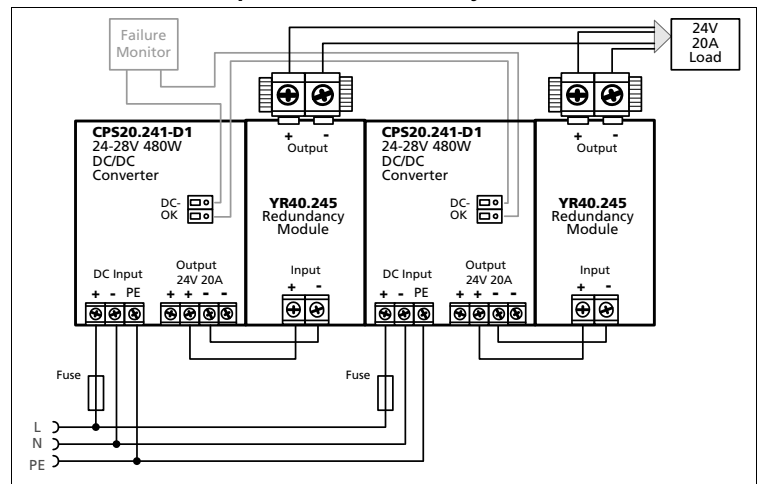 Failure
Monitor
24V
20A
Load
CPS20.241-D1
24-28V 480W
DC/DC
Converter
DC-
OK
DC Input
+ - PE
Output
24V 20A
+ + - -
+ -
Output
YR40.245
Redundancy
Module
Input
+ -
CPS20.241-D1
24-28V 480W
DC/DC
Converter
DC-
OK
DC Input
+ - PE
Output
24V 20A
+ + - -
+ -
Output
YR40.245
Redundancy
Module
Input
+ -
Fuse
Fuse
L
N
PE